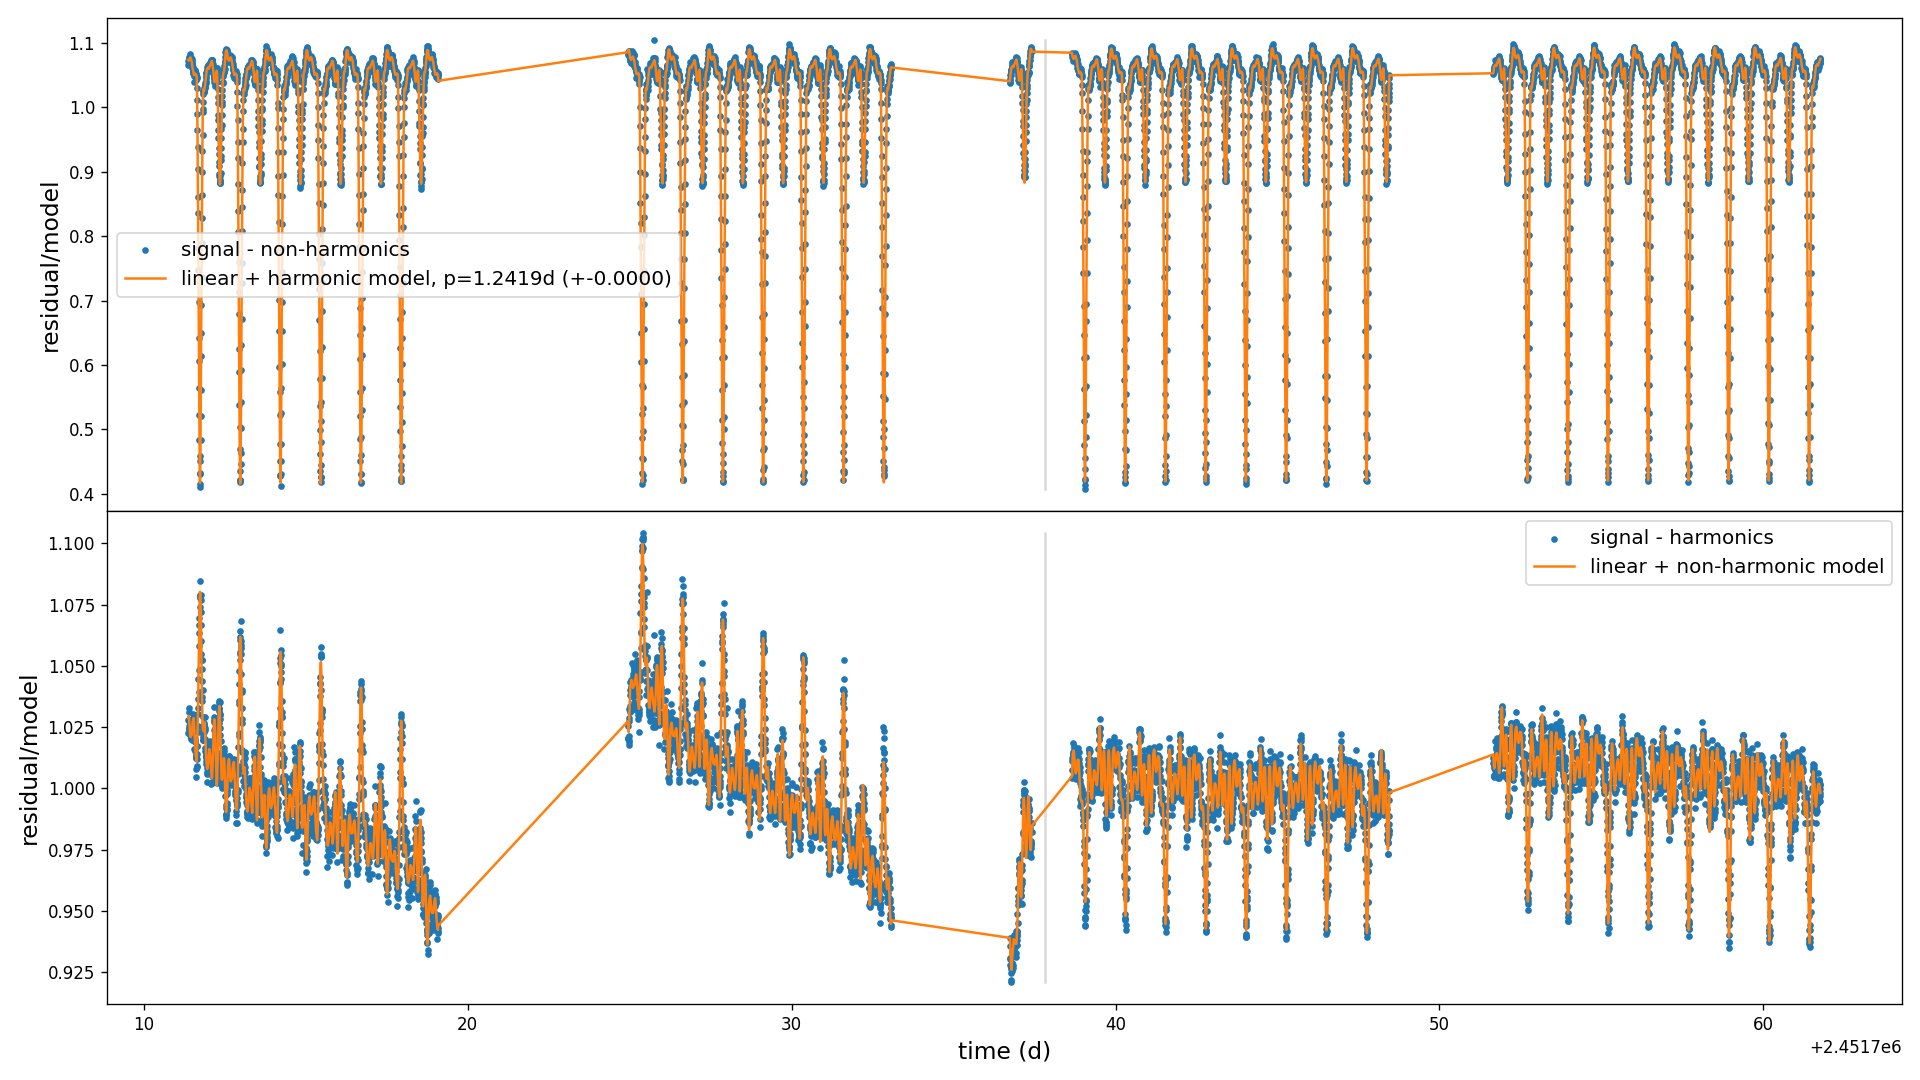 1.1
1.0
0.9
0.8
0.7
0.6
0.5
0.4
residual/model
signal - non-harmonics
linear + harmonic model, p=1.2419d (+-0.0000)
1.100
1.075
1.050
1.025
1.000
0.975
0.950
0.925
residual/model
signal - harmonics
linear + non-harmonic model
10
20
30
40
50
60
time (d)
+2.4517e6